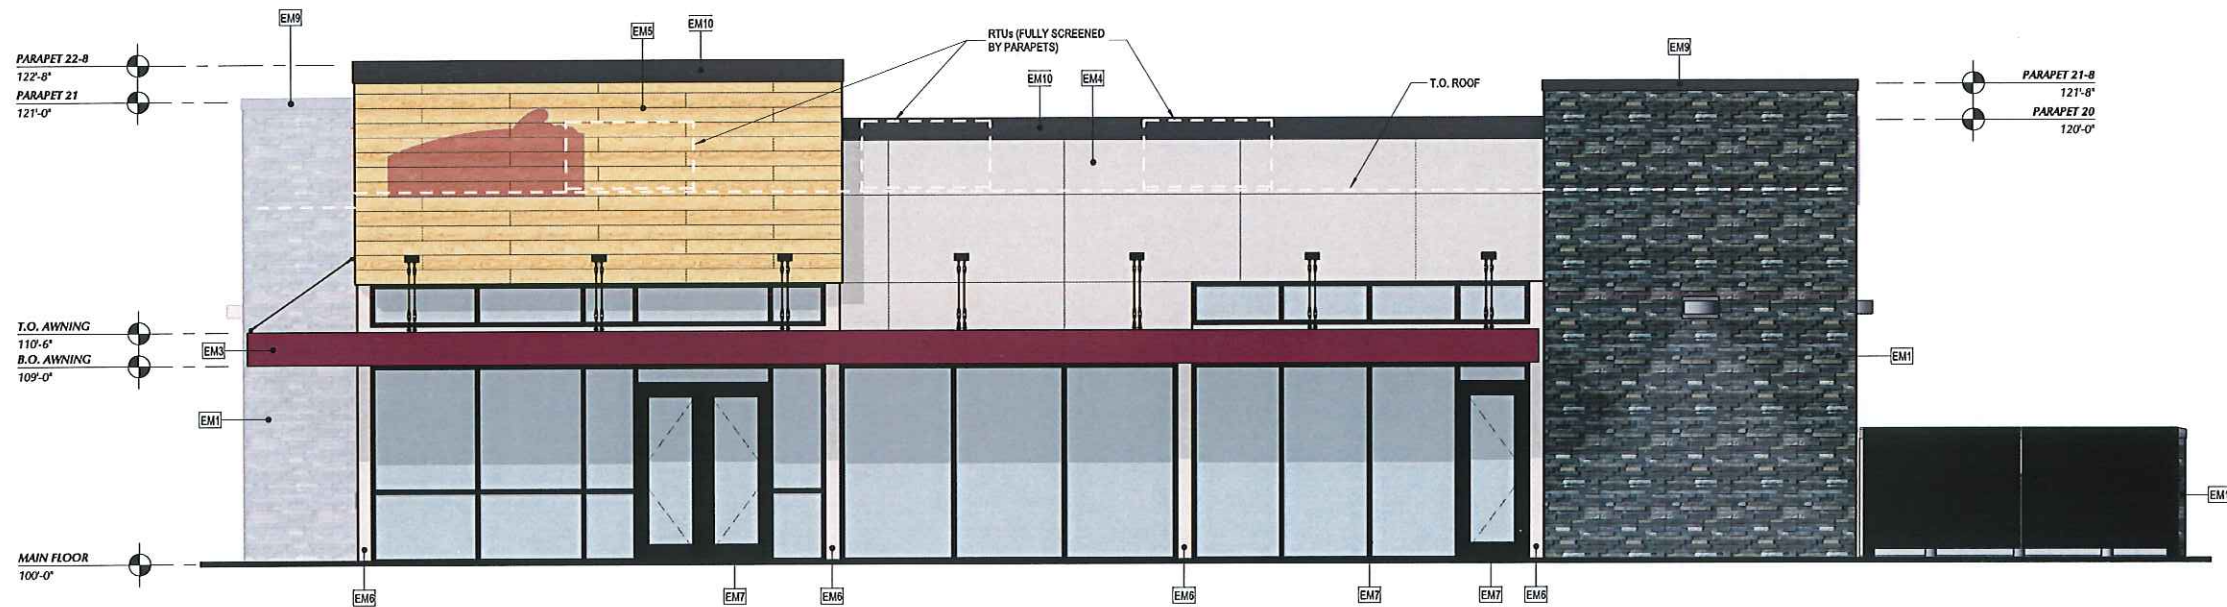 EM9
EM5
EM10
RTUs (FULLY SCREENED
BY PARAPETS)
EM9
PARAPET 22-8
122'-8"
PARAPET 21
121'-0"
EM10
EM4
T.O. ROOF
PARAPET 21-8
121'-8"
PARAPET 20
120'-0"
T.O. AWNING
110'-6"
EM3
B.O. AWNING
109'-0"
EM1
EM1
EM1
MAIN FLOOR
100'-0"
EM6
EM7
EM6
EM6
EM7
EM7
EM6